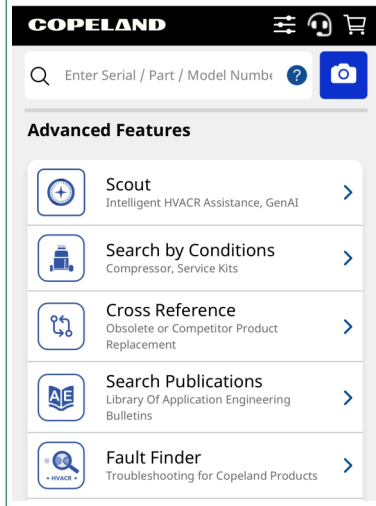 COPELAND
Enter Serial / Part / Model Numbe
?
Advanced Features
Scout
Intelligent HVACR Assistance, GenAI
Search by Conditions
Compressor, Service Kits
Cross Reference
Obsolete or Competitor Product
Replacement
AE
Search Publications
Library Of Application Engineering
Bulletins
• HVACR •
Fault Finder
Troubleshooting for Copeland Products